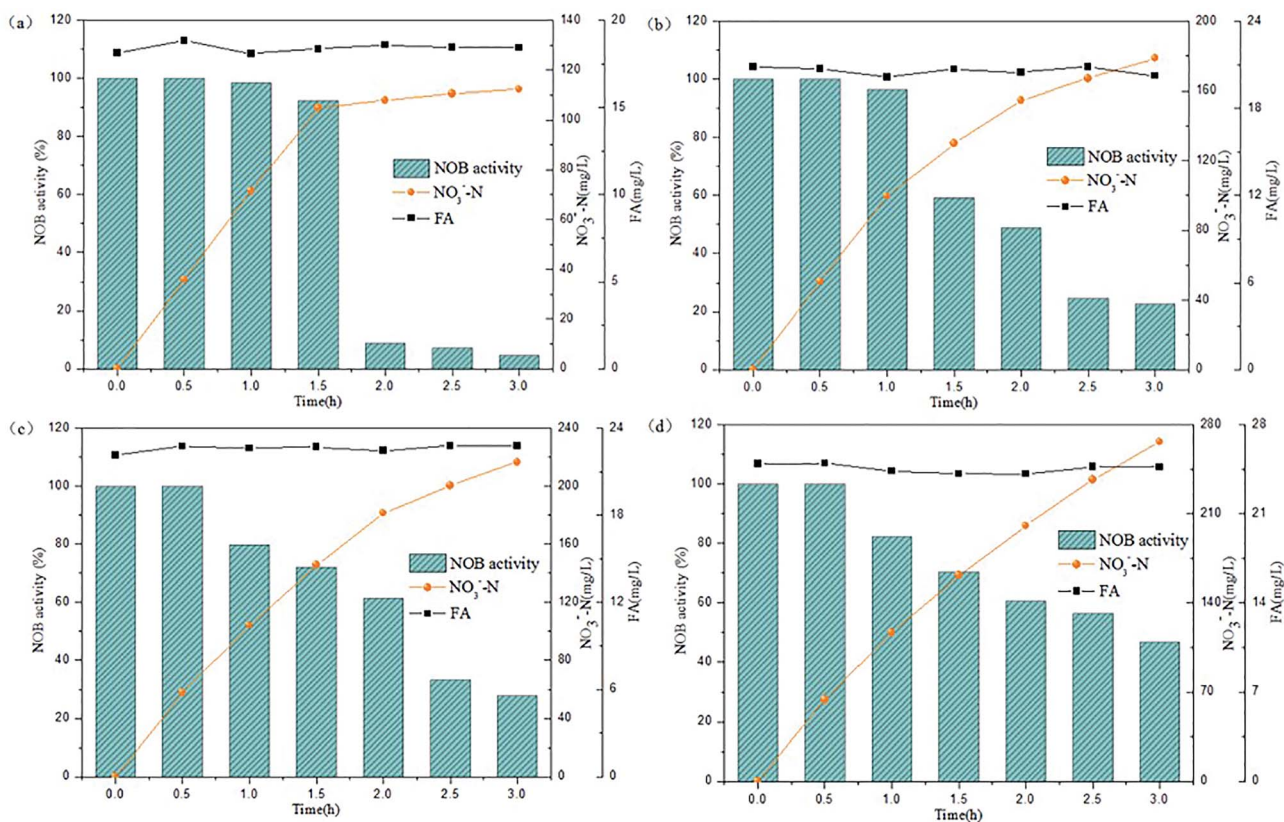 (a)
120
100
80
60
40
20
0
NOB activity (%)
NOB activity
NO₃⁻-N
FA
140
120
100
80
60
40
20
0
NO₃⁻-N(mg/L)
20
15
10
5
0
FA(mg/L)
0.0 0.5 1.0 1.5 2.0 2.5 3.0
Time(h)
(b)
120
100
80
60
40
20
0
NOB activity (%)
NOB activity
NO₃⁻-N
FA
200
160
120
80
40
0
NO₃⁻-N(mg/L)
24
18
12
6
0
FA(mg/L)
0.0 0.5 1.0 1.5 2.0 2.5 3.0
Time(h)
(c)
120
100
80
60
40
20
0
NOB activity (%)
NOB activity
NO₃⁻-N
FA
240
200
160
120
80
40
0
NO₃⁻-N(mg/L)
24
18
12
6
0
FA(mg/L)
0.0 0.5 1.0 1.5 2.0 2.5 3.0
Time(h)
(d)
120
100
80
60
40
20
0
NOB activity (%)
NOB activity
NO₃⁻-N
FA
280
210
140
70
0
NO₃⁻-N(mg/L)
28
21
14
7
0
FA(mg/L)
0.0 0.5 1.0 1.5 2.0 2.5 3.0
Time(h)